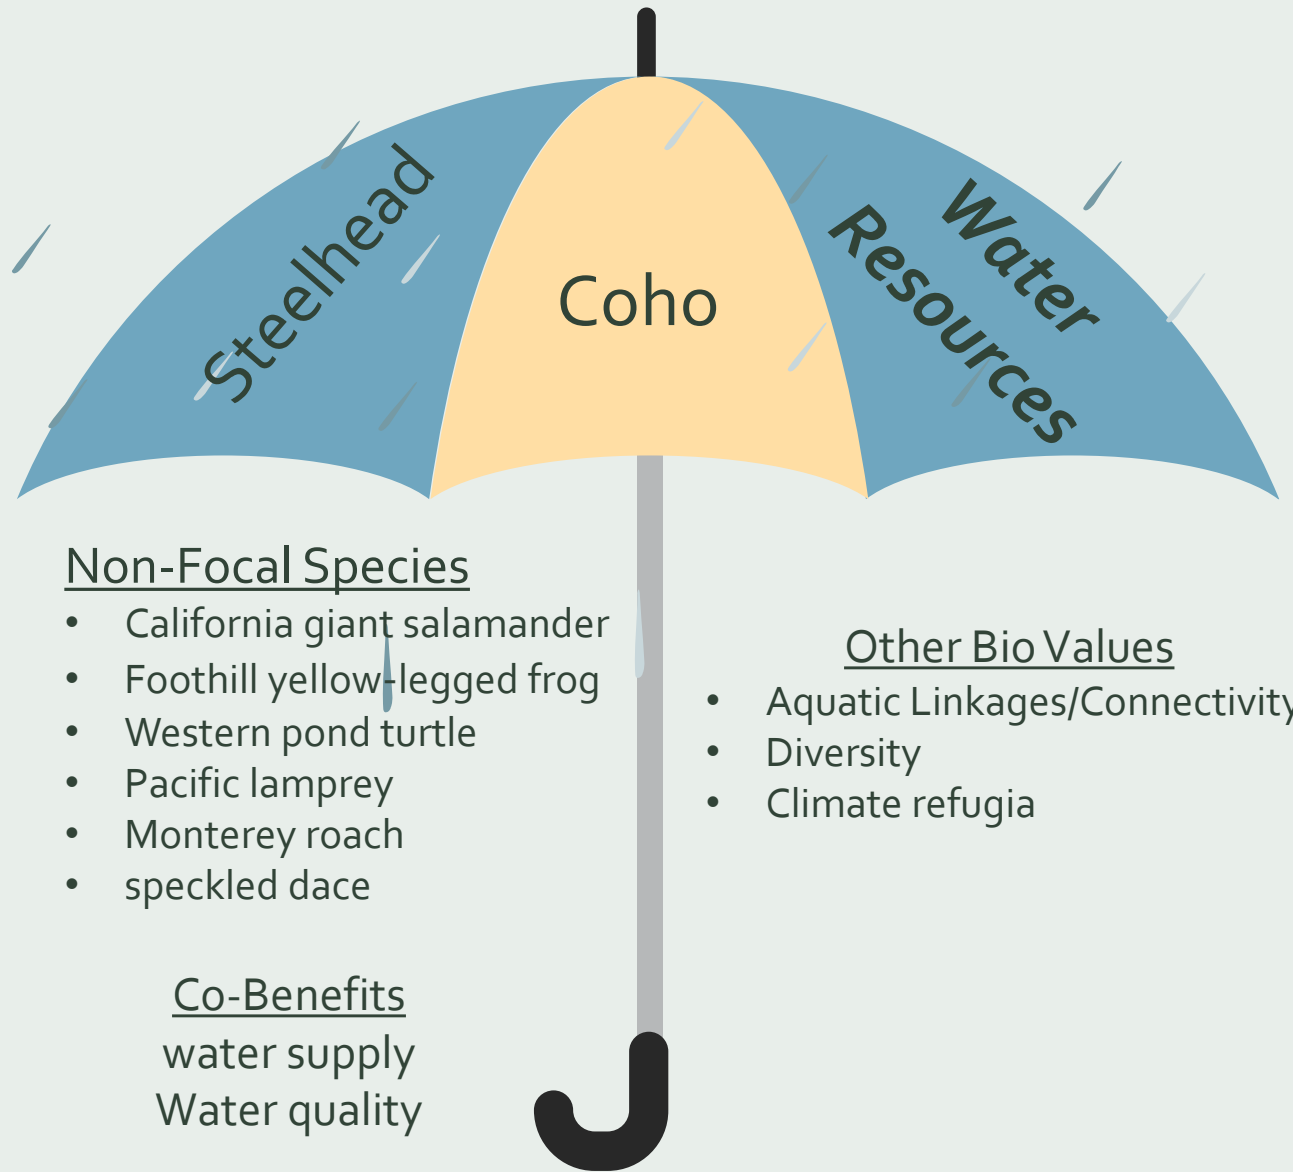 Steelhead
Coho
Water
Resources
Non-Focal Species
• California giant salamander
• Foothill yellow-legged frog
• Western pond turtle
• Pacific lamprey
• Monterey roach
• speckled dace
Co-Benefits
water supply
Water quality
Other Bio Values
• Aquatic Linkages/Connectivity
• Diversity
• Climate refugia